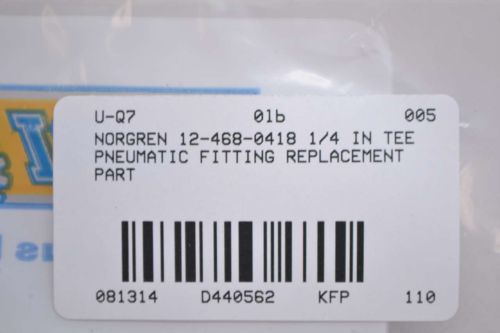 U-Q7 01b 005
NORGREN 12-468-0418 1/4 IN TEE
PNEUMATIC FITTING REPLACEMENT
PART
081314 D440562 KFP 110